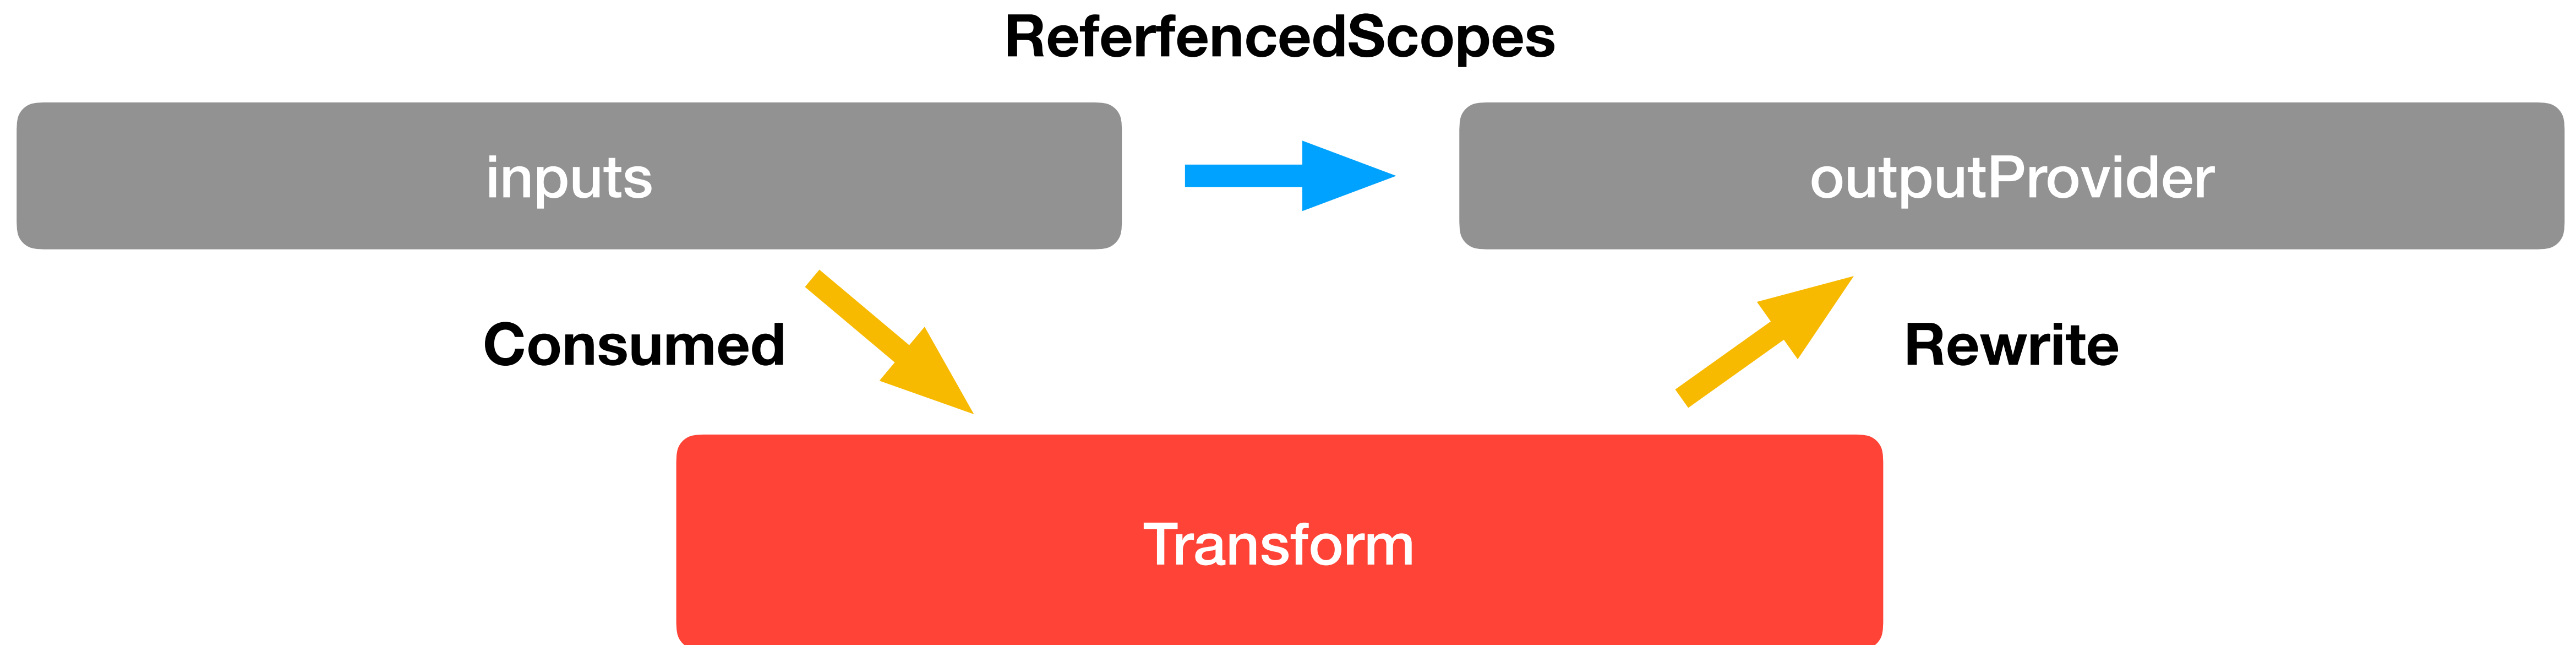 ReferfencedScopes
inputs
outputProvider
Consumed
Rewrite
Transform